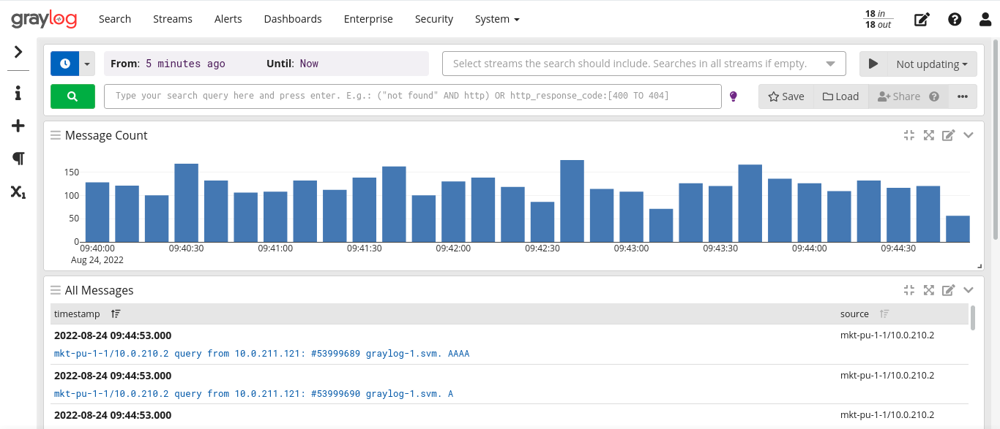 graylog Search Streams Alerts Dashboards Enterprise Security System 18 in
18 out
From: 5 minutes ago Until: Now Select streams the search should include. Searches in all streams if empty. Not updating
Type your search query here and press enter. E.g.: ("not found" AND http) OR http_response_code:[400 TO 404] Save Load Share ...
Message Count
150
100
50
0
09:40:00 09:40:30 09:41:00 09:41:30 09:42:00 09:42:30 09:43:00 09:43:30 09:44:00 09:44:30
Aug 24, 2022
All Messages
timestamp source
2022-08-24 09:44:53.000 mkt-pu-1-1/10.0.210.2
mkt-pu-1-1/10.0.210.2 query from 10.0.211.121: #53999689 graylog-1.svm. AAAA
2022-08-24 09:44:53.000 mkt-pu-1-1/10.0.210.2
mkt-pu-1-1/10.0.210.2 query from 10.0.211.121: #53999690 graylog-1.svm. A
2022-08-24 09:44:53.000 mkt-pu-1-1/10.0.210.2